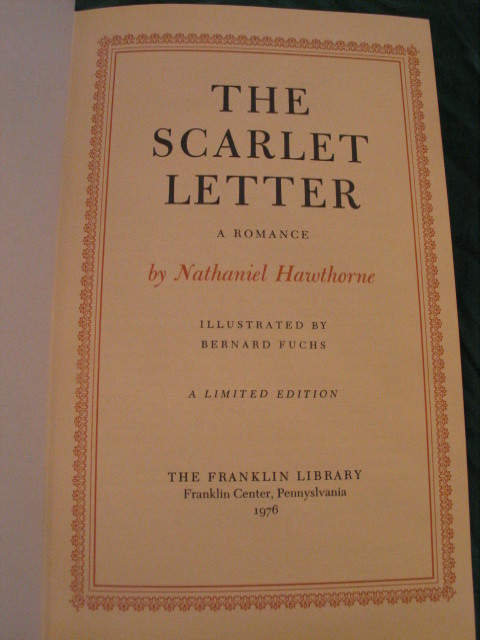 THE
SCARLET
LETTER
A ROMANCE
by Nathaniel Hawthorne
ILLUSTRATED BY
BERNARD FUCHS
A LIMITED EDITION
THE FRANKLIN LIBRARY
Franklin Center, Pennyslvania
1976